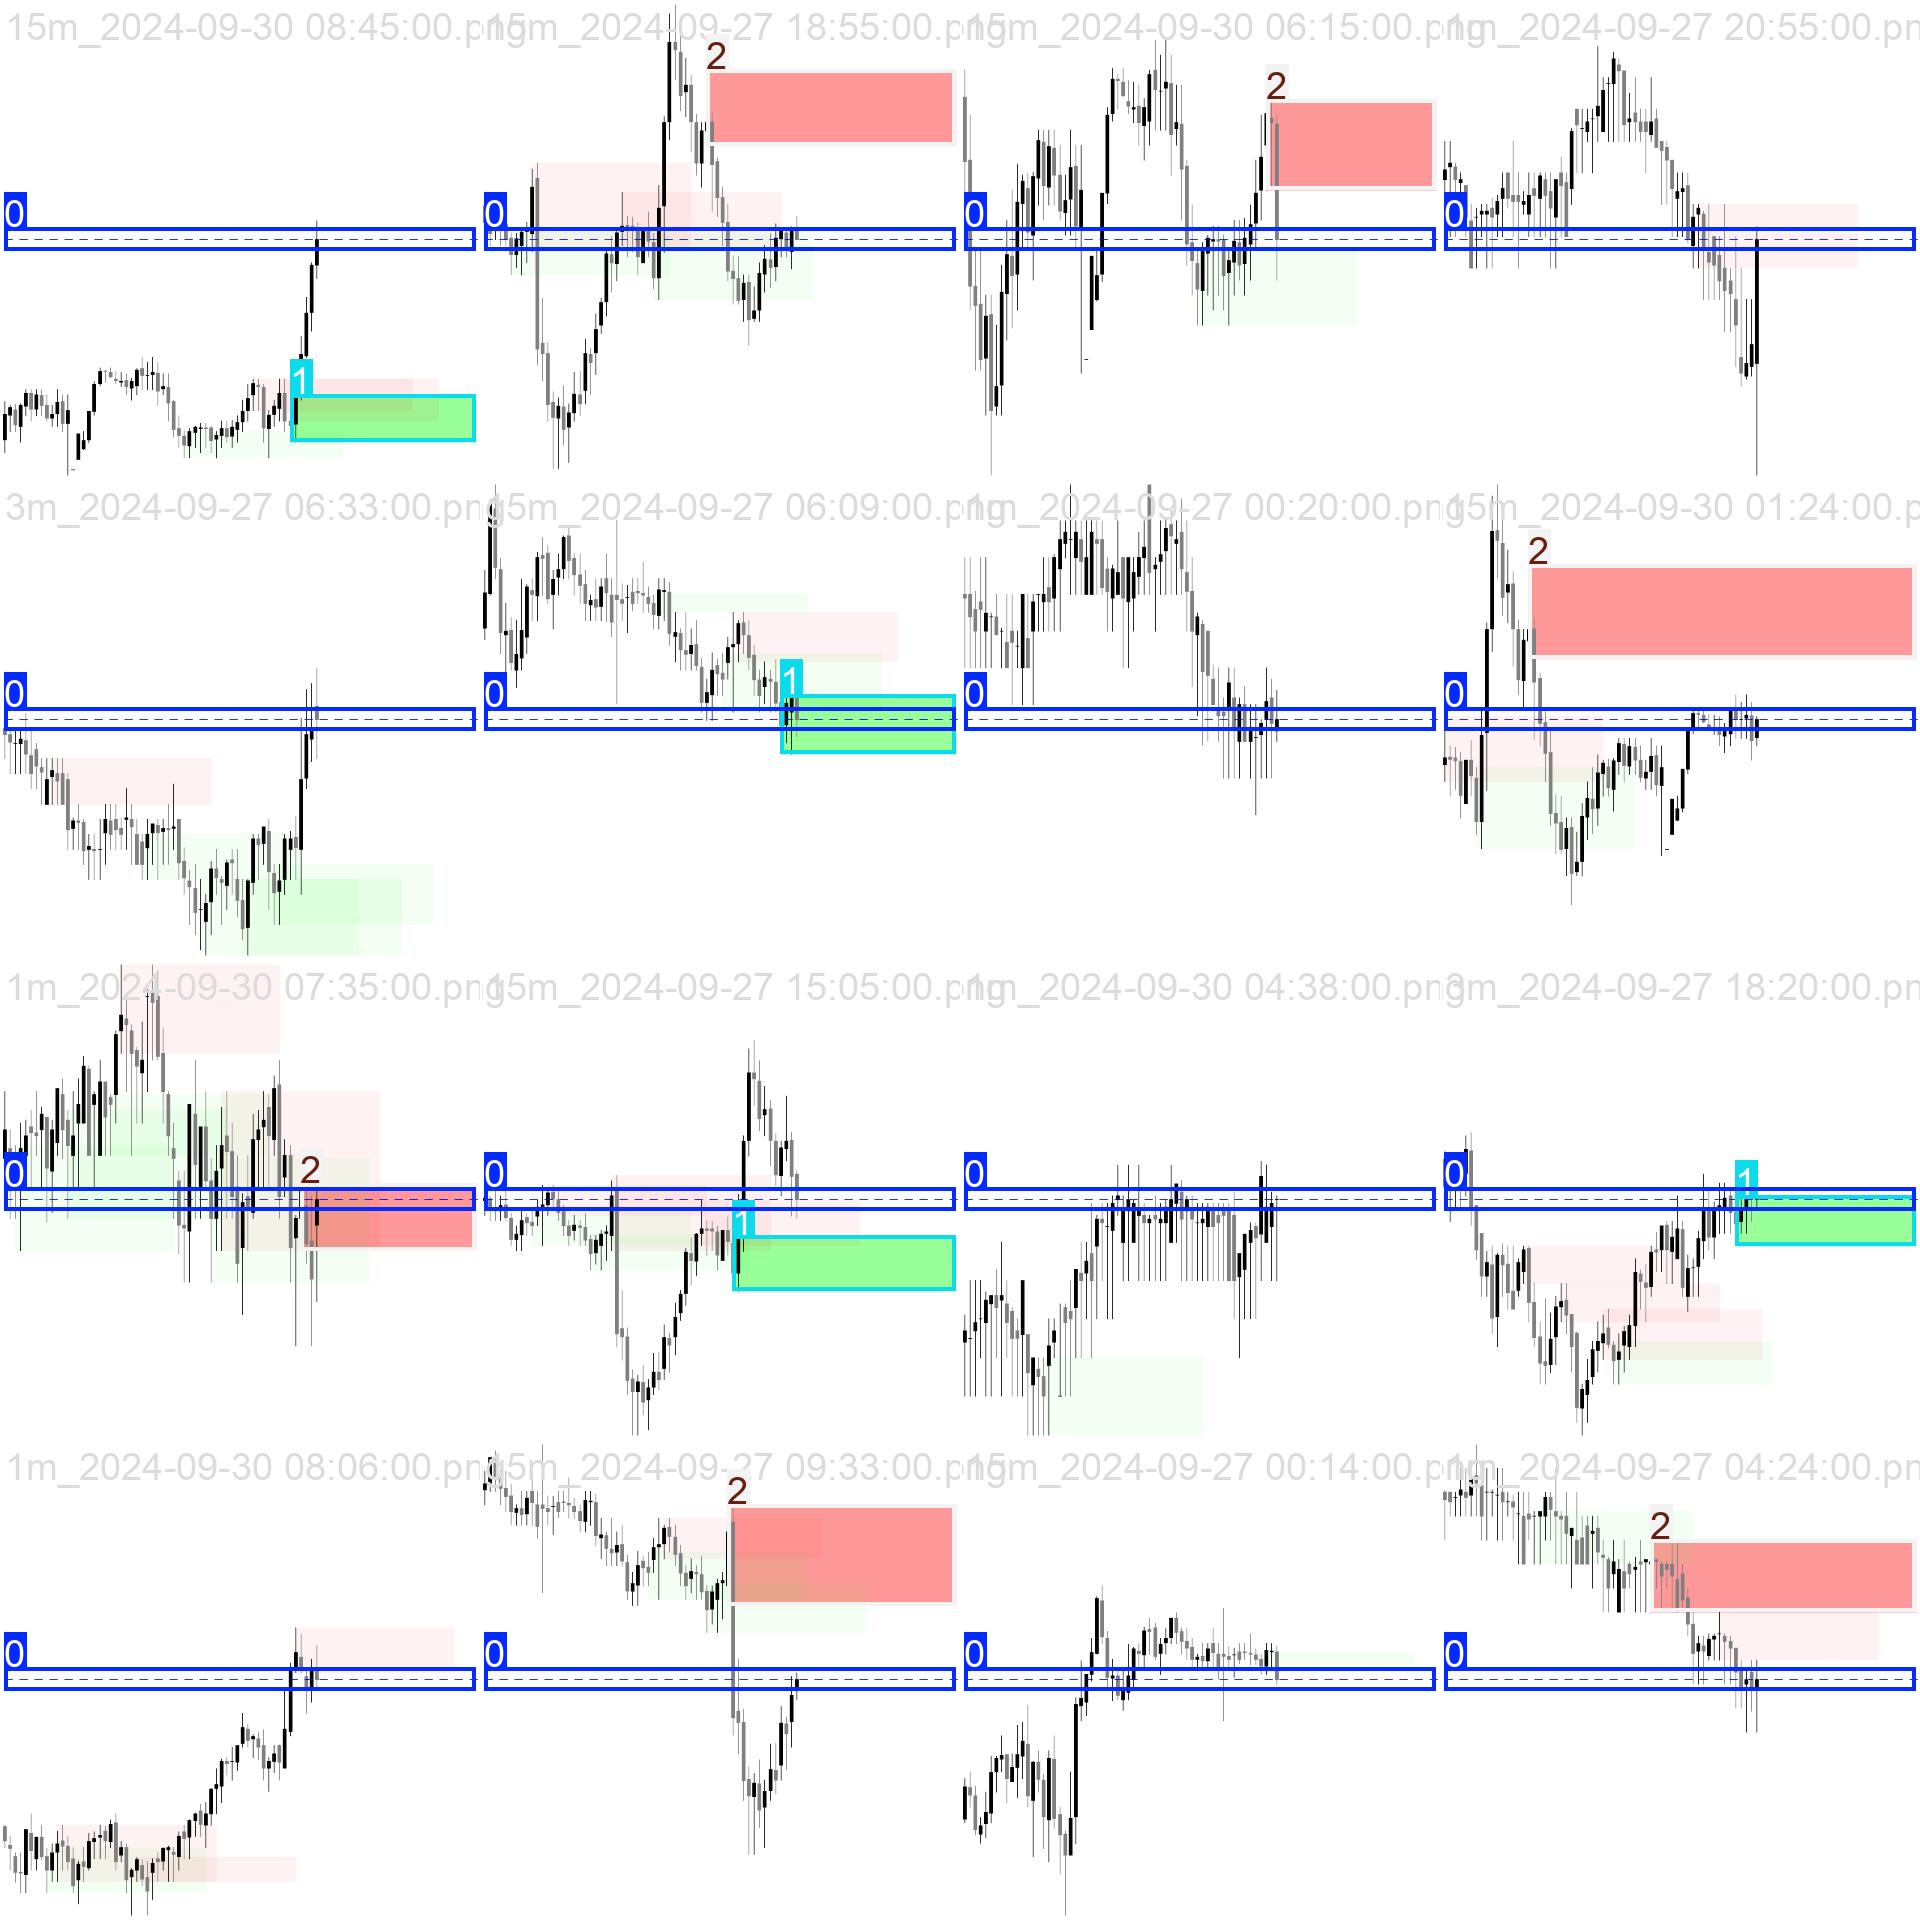 15m_2024-09-30 08:45:00.png
15m_2024-09-27 18:55:00.png
15m_2024-09-30 06:15:00.png
1m_2024-09-27 20:55:00.pn
2
2
0
0
0
0
1
3m_2024-09-27 06:33:00.png
15m_2024-09-27 06:09:00.png
1m_2024-09-27 00:20:00.png
15m_2024-09-30 01:24:00.p
2
1
0
0
0
0
1m_2024-09-30 07:35:00.png
15m_2024-09-27 15:05:00.png
1m_2024-09-30 04:38:00.png
3m_2024-09-27 18:20:00.pn
0
2
0
0
0
1
1
1m_2024-09-30 08:06:00.png
15m_2024-09-27 09:33:00.png
15m_2024-09-27 00:14:00.png
1m_2024-09-27 04:24:00.pn
2
2
0
0
0
0